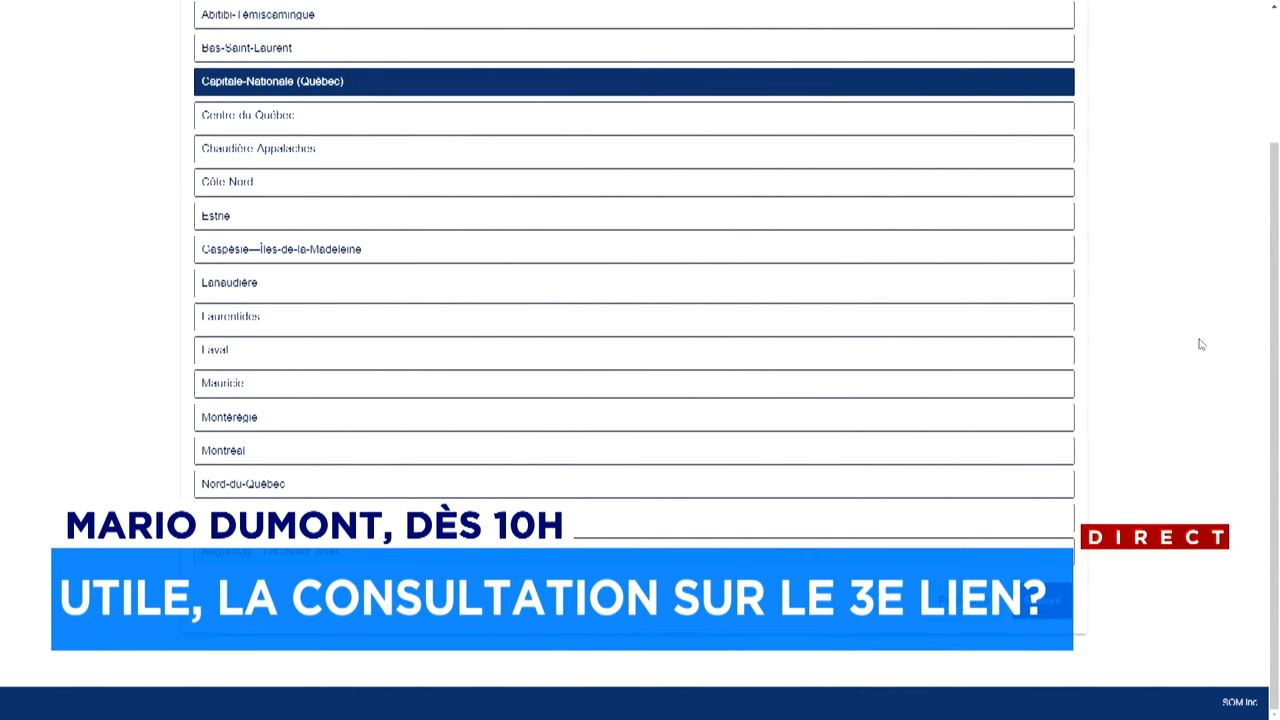 Abitibi-Témiscamingue
Bas-Saint-Laurent
Capitale-Nationale (Québec)
Centre du Québec
Chaudière Appalaches
Côte Nord
Estrie
Gaspésie—Îles-de-la-Madeleine
Lanaudière
Laurentides
Laval
Mauricie
Montérégie
Montréal
Nord-du-Québec
MARIO DUMONT, DÈS 10H
DIRECT
UTILE, LA CONSULTATION SUR LE 3E LIEN?
SOM Inc.